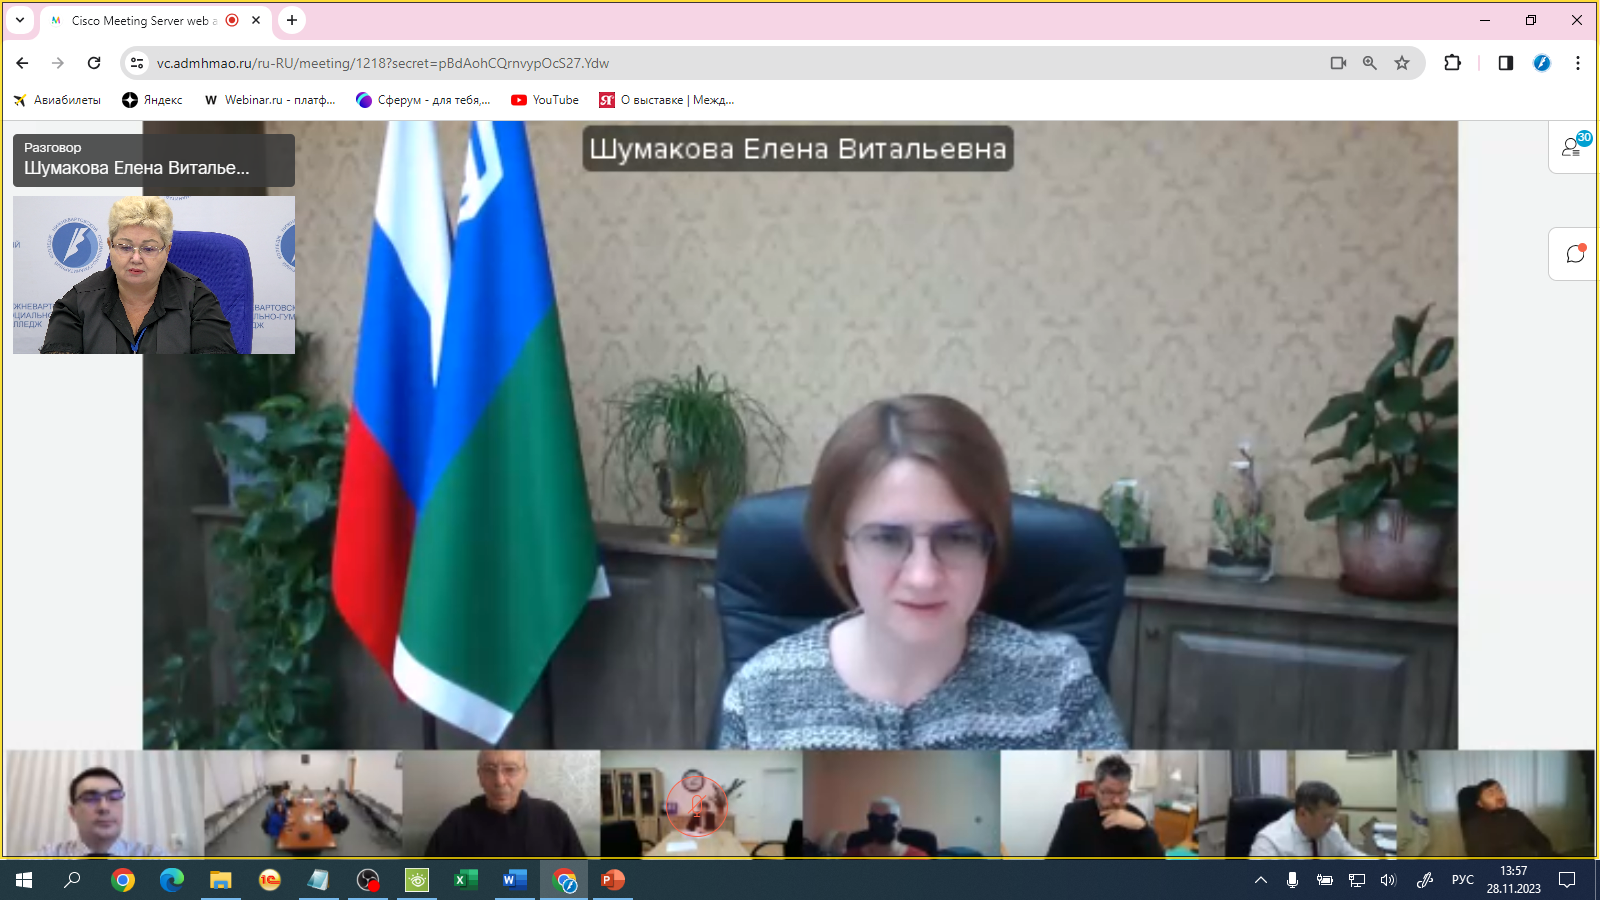 Cisco Meeting Server web a
vc.admhmao.ru/ru-RU/meeting/1218?secret=pBdAohCQrnvypOcS27.Ydw
Авиабилеты
Яндекс
Webinar.ru - платф...
Сферум - для тебя,...
YouTube
О выставке | Межд...
Разговор
Шумакова Елена Виталье...
Шумакова Елена Витальевна
30
РУС
13:57
28.11.2023